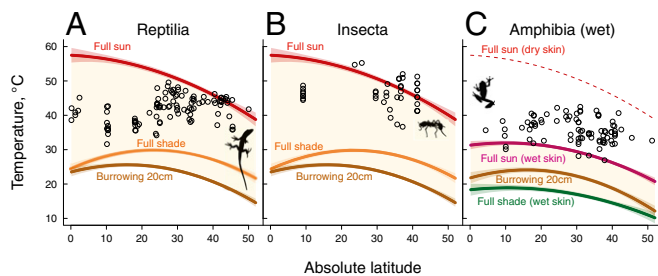 A Reptilia
B Insecta
C Amphibia (wet)
Temperature, °C
60
50
40
30
20
10
Full sun
Full shade
Burrowing 20cm
0 10 20 30 40 50
Full sun
Full shade
Burrowing 20cm
0 10 20 30 40 50
Full sun (dry skin)
Full sun (wet skin)
Burrowing 20cm
Full shade (wet skin)
0 10 20 30 40 50
Absolute latitude